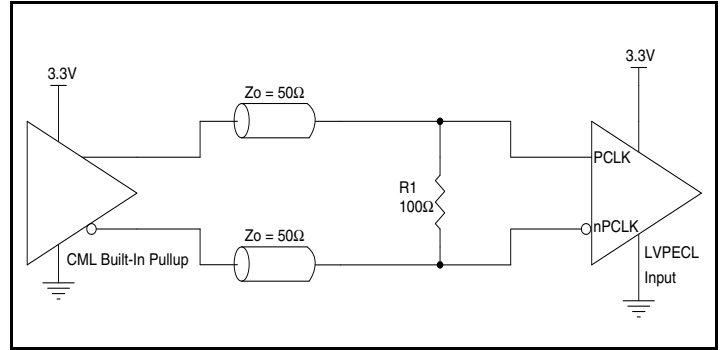 3.3V
3.3V
Zo = 50Ω
PCLK
R1
100Ω
nPCLK
Zo = 50Ω
CML Built-In Pullup
LVPECL
Input